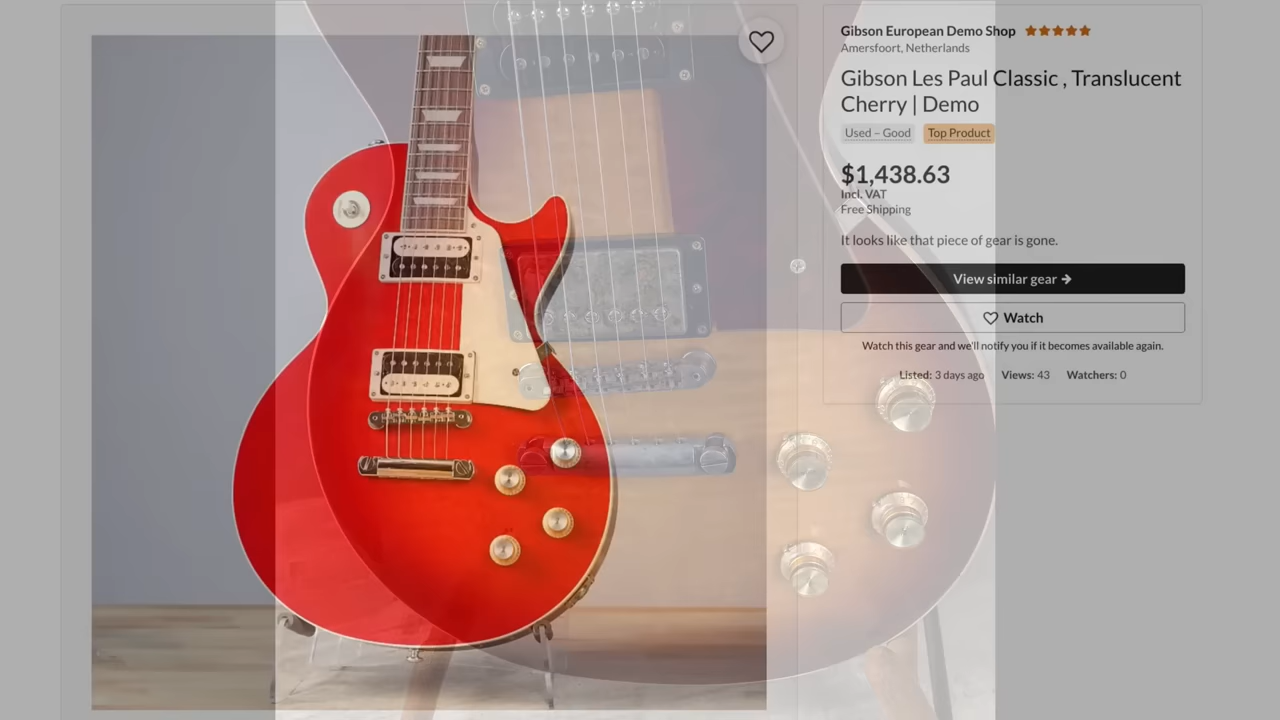 Gibson European Demo Shop
Amersfoort, Netherlands
Gibson Les Paul Classic , Translucent
Cherry | Demo
Used – Good
Top Product
$1,438.63
Incl. VAT
Free Shipping
It looks like that piece of gear is gone.
View similar gear →
Watch
Watch this gear and we'll notify you if it becomes available again.
Listed: 3 days ago Views: 43 Watchers: 0